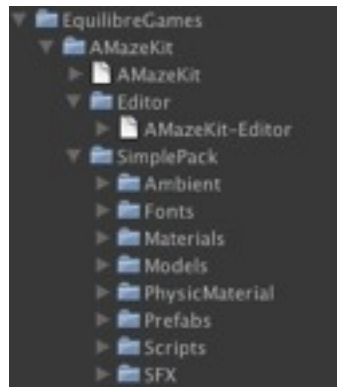 EquilibreGames
AMazeKit
AMazeKit
Editor
AMazeKit-Editor
SimplePack
Ambient
Fonts
Materials
Models
PhysicMaterial
Prefabs
Scripts
SFX